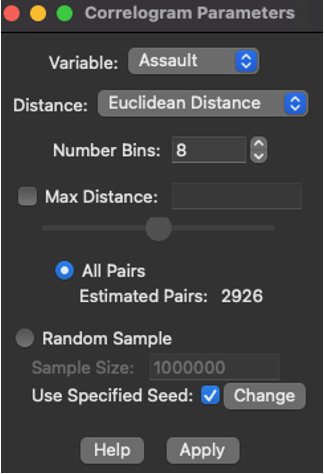 Correlogram Parameters
Variable: Assault
Distance: Euclidean Distance
Number Bins: 8
Max Distance:
All Pairs
Estimated Pairs: 2926
Random Sample
Sample Size: 1000000
Use Specified Seed: Change
Help Apply